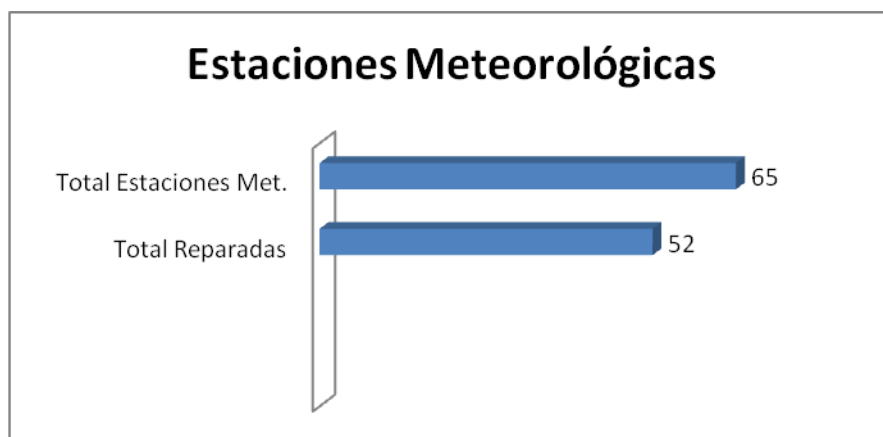 Estaciones Meteorológicas
Total Estaciones Met.
65
Total Reparadas
52